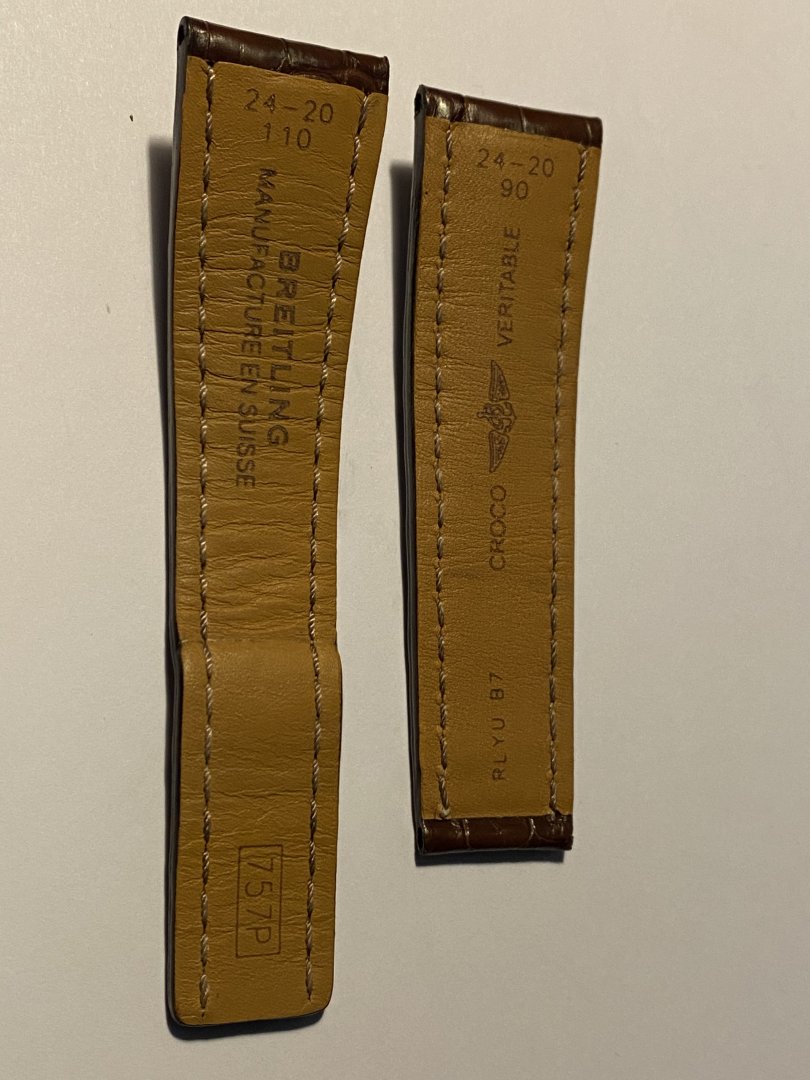 24-20
110
BREITLING
MANUFACTURE EN SUISSE
757P
24-20
90
CROCO VERITABLE
RLYU B7